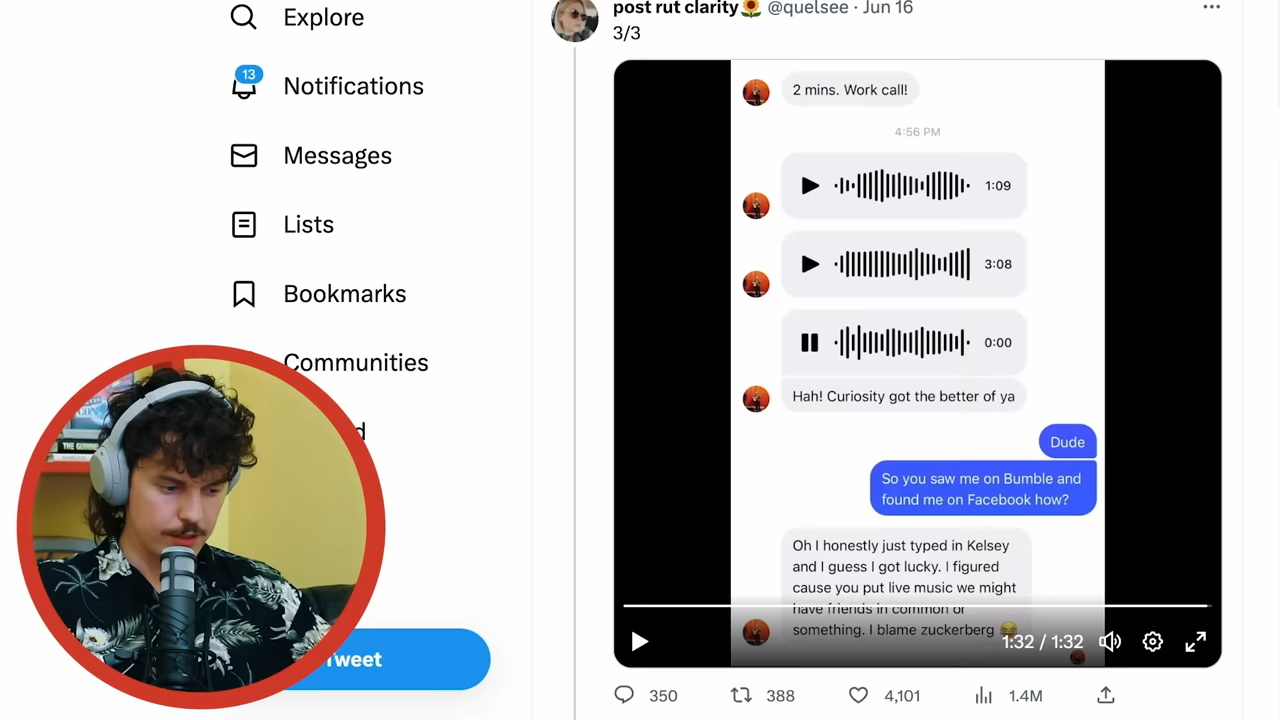 Explore
13
Notifications
Messages
Lists
Bookmarks
Communities
d
Tweet
post rut clarity🌻 @quelsee · Jun 16
3/3
2 mins. Work call!
4:56 PM
1:09
3:08
0:00
Hah! Curiosity got the better of ya
Dude
So you saw me on Bumble and
found me on Facebook how?
Oh I honestly just typed in Kelsey
and I guess I got lucky. I figured
cause you put live music we might
have friends in common or
something. I blame zuckerberg 😂
1:32 / 1:32
350
388
4,101
1.4M